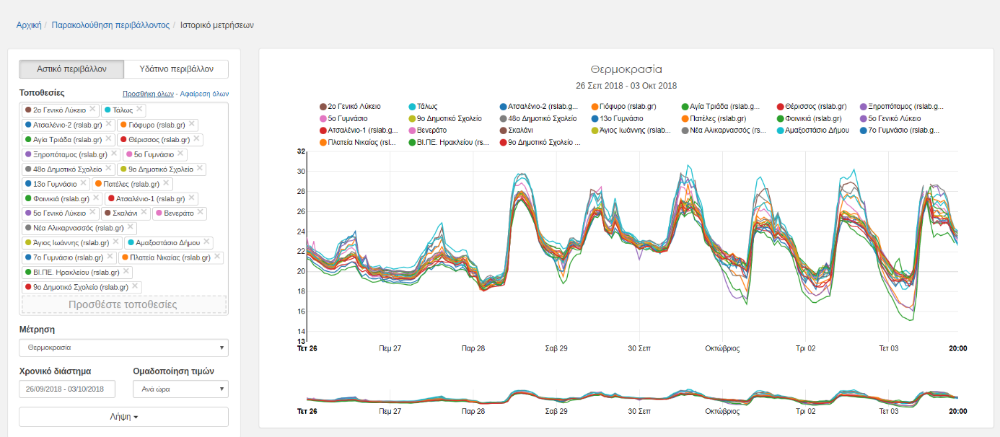 Αρχική / Παρακολούθηση περιβάλλοντος / Ιστορικό μετρήσεων
Αστικό περιβάλλον
Υδάτινο περιβάλλον
Τοποθεσίες
Προσθήκη όλων - Αφαίρεση όλων
2ο Γενικό Λύκειο ×
Τάλως ×
Ατσαλένιο-2 (rslab.gr) ×
Γιόφυρο (rslab.gr) ×
Αγία Τριάδα (rslab.gr) ×
Θέρισσος (rslab.gr) ×
Ξηροπόταμος (rslab.gr) ×
5ο Γυμνάσιο ×
48ο Δημοτικό Σχολείο ×
9ο Δημοτικό Σχολείο ×
13ο Γυμνάσιο ×
Πατέλες (rslab.gr) ×
Φοινικιά (rslab.gr) ×
Ατσαλένιο-1 (rslab.gr) ×
5ο Γενικό Λύκειο ×
Σκαλάνι ×
Βενεράτο ×
Νέα Αλικαρνασσός (rslab.gr) ×
Άγιος Ιωάννης (rslab.gr) ×
Αμαξοστάσιο Δήμου ×
7ο Γυμνάσιο (rslab.gr) ×
Πλατεία Νικαίας (rslab.gr) ×
ΒΙ.ΠΕ. Ηρακλείου (rslab.gr) ×
9ο Δημοτικό Σχολείο (rslab.gr) ×
Προσθέστε τοποθεσίες
Μέτρηση
Θερμοκρασία
Χρονικό διάστημα
Ομαδοποίηση τιμών
26/09/2018 - 03/10/2018
Ανά ώρα
Λήψη
Θερμοκρασία
26 Σεπ 2018 - 03 Οκτ 2018
2ο Γενικό Λύκειο
Τάλως
Ατσαλένιο-2 (rslab.g...
Γιόφυρο (rslab.gr)
Αγία Τριάδα (rslab.g...
Θέρισσος (rslab.gr)
Ξηροπόταμος (rslab.g...
5ο Γυμνάσιο
9ο Δημοτικό Σχολείο
48ο Δημοτικό Σχολείο
13ο Γυμνάσιο
Πατέλες (rslab.gr)
Φοινικιά (rslab.gr)
5ο Γενικό Λύκειο
Ατσαλένιο-1 (rslab.g...
Βενεράτο
Σκαλάνι
Άγιος Ιωάννης (rslab...
Νέα Αλικαρνασσός (rs...
Αμαξοστάσιο Δήμου
7ο Γυμνάσιο (rslab.g...
Πλατεία Νικαίας (rsl...
ΒΙ.ΠΕ. Ηρακλείου (rs...
9ο Δημοτικό Σχολείο ...
32
30
28
26
24
22
20
18
16
14
13
Τετ 26
Πεμ 27
Παρ 28
Σαβ 29
30 Σεπ
Οκτώβριος
Τρι 02
Τετ 03
20:00
Τετ 26
Πεμ 27
Παρ 28
Σαβ 29
30 Σεπ
Οκτώβριος
Τρι 02
Τετ 03
20:00